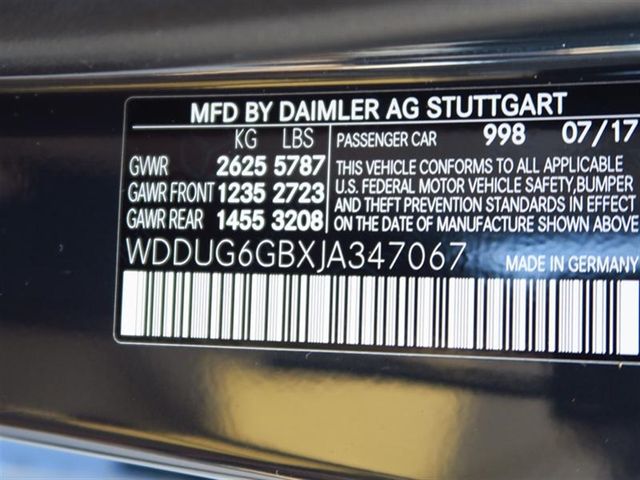 MFD BY DAIMLER AG STUTTGART
KG LBS
GVWR 2625 5787
GAWR FRONT 1235 2723
GAWR REAR 1455 3208
PASSENGER CAR 998 07/17
THIS VEHICLE CONFORMS TO ALL APPLICABLE
U.S. FEDERAL MOTOR VEHICLE SAFETY,BUMPER
AND THEFT PREVENTION STANDARDS IN EFFECT
ON THE DATE OF MANUFACTURE SHOWN ABOVE
WDDUG6GBXJA347067 MADE IN GERMANY